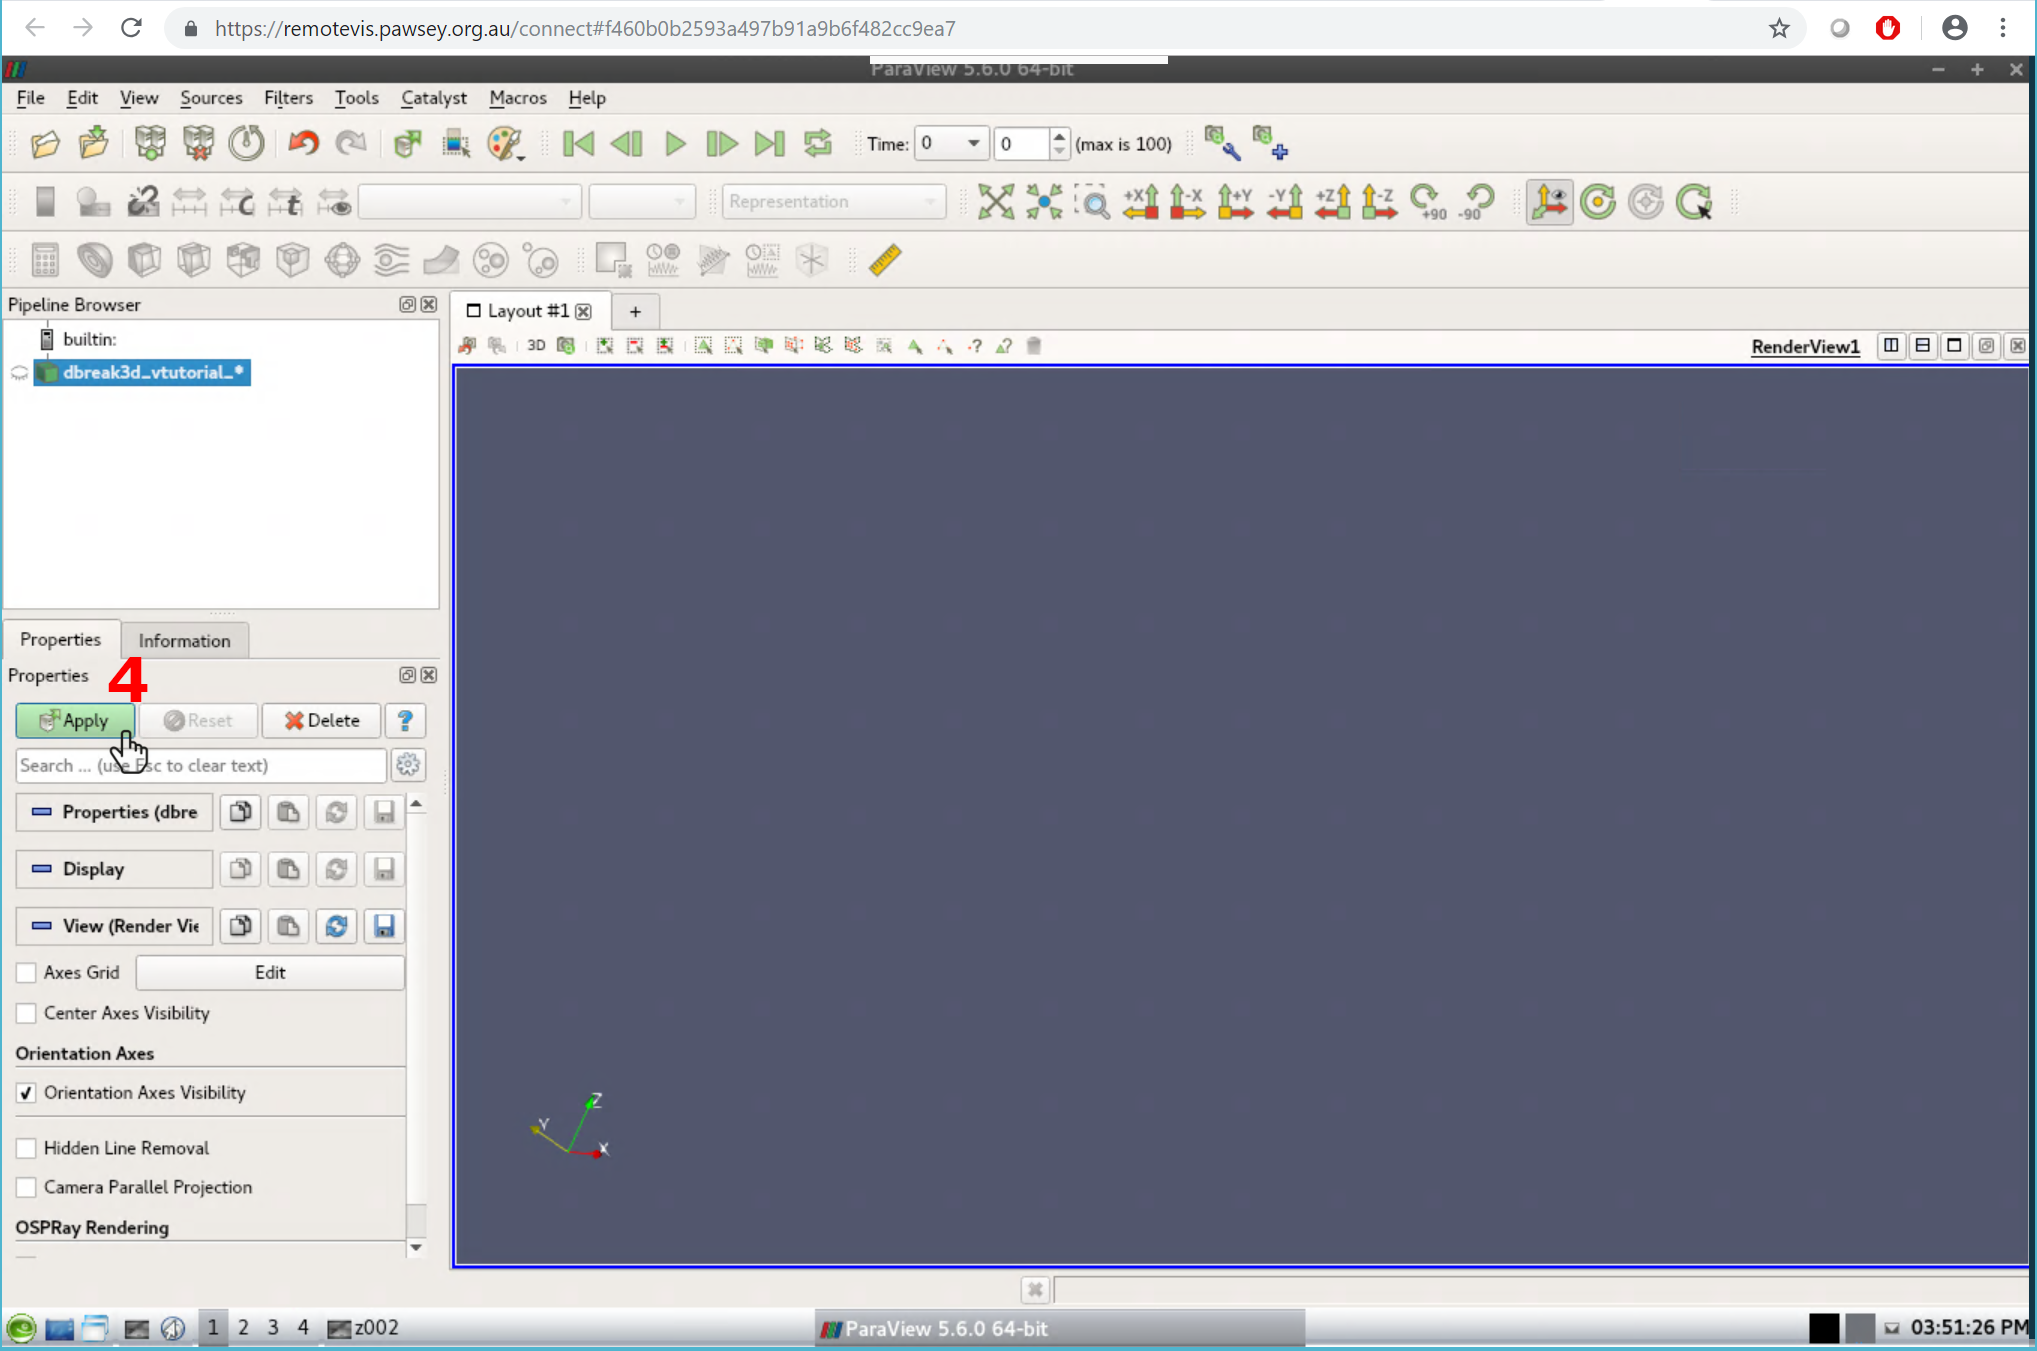 https://remotevis.pawsey.org.au/connect#f460b0b2593a497b91a9b6f482cc9ea7
ParaView 5.6.0 64-bit
File Edit View Sources Filters Tools Catalyst Macros Help
Time: 0 0 (max is 100)
Representation
+X -X +Y -Y +Z -Z +90 -90
Pipeline Browser
Layout #1 +
builtin:
3D
RenderView1
dbreak3d_vtutorial_*
Properties Information
Properties
4
Apply Reset Delete ?
Search ... (use Esc to clear text)
Properties (dbre
Display
View (Render Vie
Axes Grid Edit
Center Axes Visibility
Orientation Axes
Orientation Axes Visibility
Z
Y
X
Hidden Line Removal
Camera Parallel Projection
OSPRay Rendering
1 2 3 4 z002
ParaView 5.6.0 64-bit
03:51:26 PM